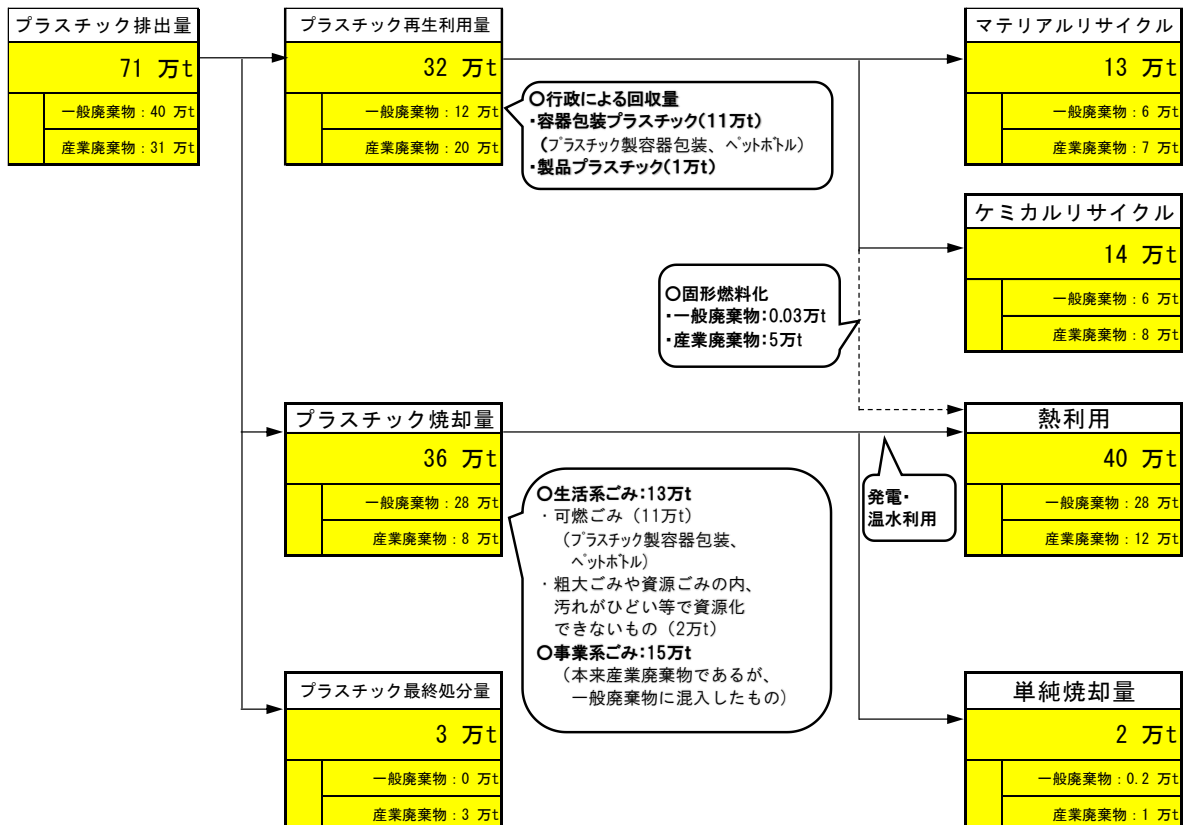 プラスチック排出量
71 万t
一般廃棄物：40 万t
産業廃棄物：31 万t
プラスチック再生利用量
32 万t
一般廃棄物：12 万t
産業廃棄物：20 万t
〇行政による回収量
・容器包装プラスチック(11万t)
(プラスチック製容器包装、ペットボトル)
・製品プラスチック(1万t)
マテリアルリサイクル
13 万t
一般廃棄物：6 万t
産業廃棄物：7 万t
ケミカルリサイクル
14 万t
一般廃棄物：6 万t
産業廃棄物：8 万t
〇固形燃料化
・一般廃棄物：0.03万t
・産業廃棄物：5万t
プラスチック焼却量
36 万t
一般廃棄物：28 万t
産業廃棄物：8 万t
〇生活系ごみ：13万t
・可燃ごみ（11万t）
（プラスチック製容器包装、
ペットボトル）
・粗大ごみや資源ごみの内、
汚れがひどい等で資源化
できないもの（2万t）
〇事業系ごみ：15万t
（本来産業廃棄物であるが、
一般廃棄物に混入したもの）
熱利用
40 万t
一般廃棄物：28 万t
産業廃棄物：12 万t
発電・
温水利用
プラスチック最終処分量
3 万t
一般廃棄物：0 万t
産業廃棄物：3 万t
単純焼却量
2 万t
一般廃棄物：0.2 万t
産業廃棄物：1 万t